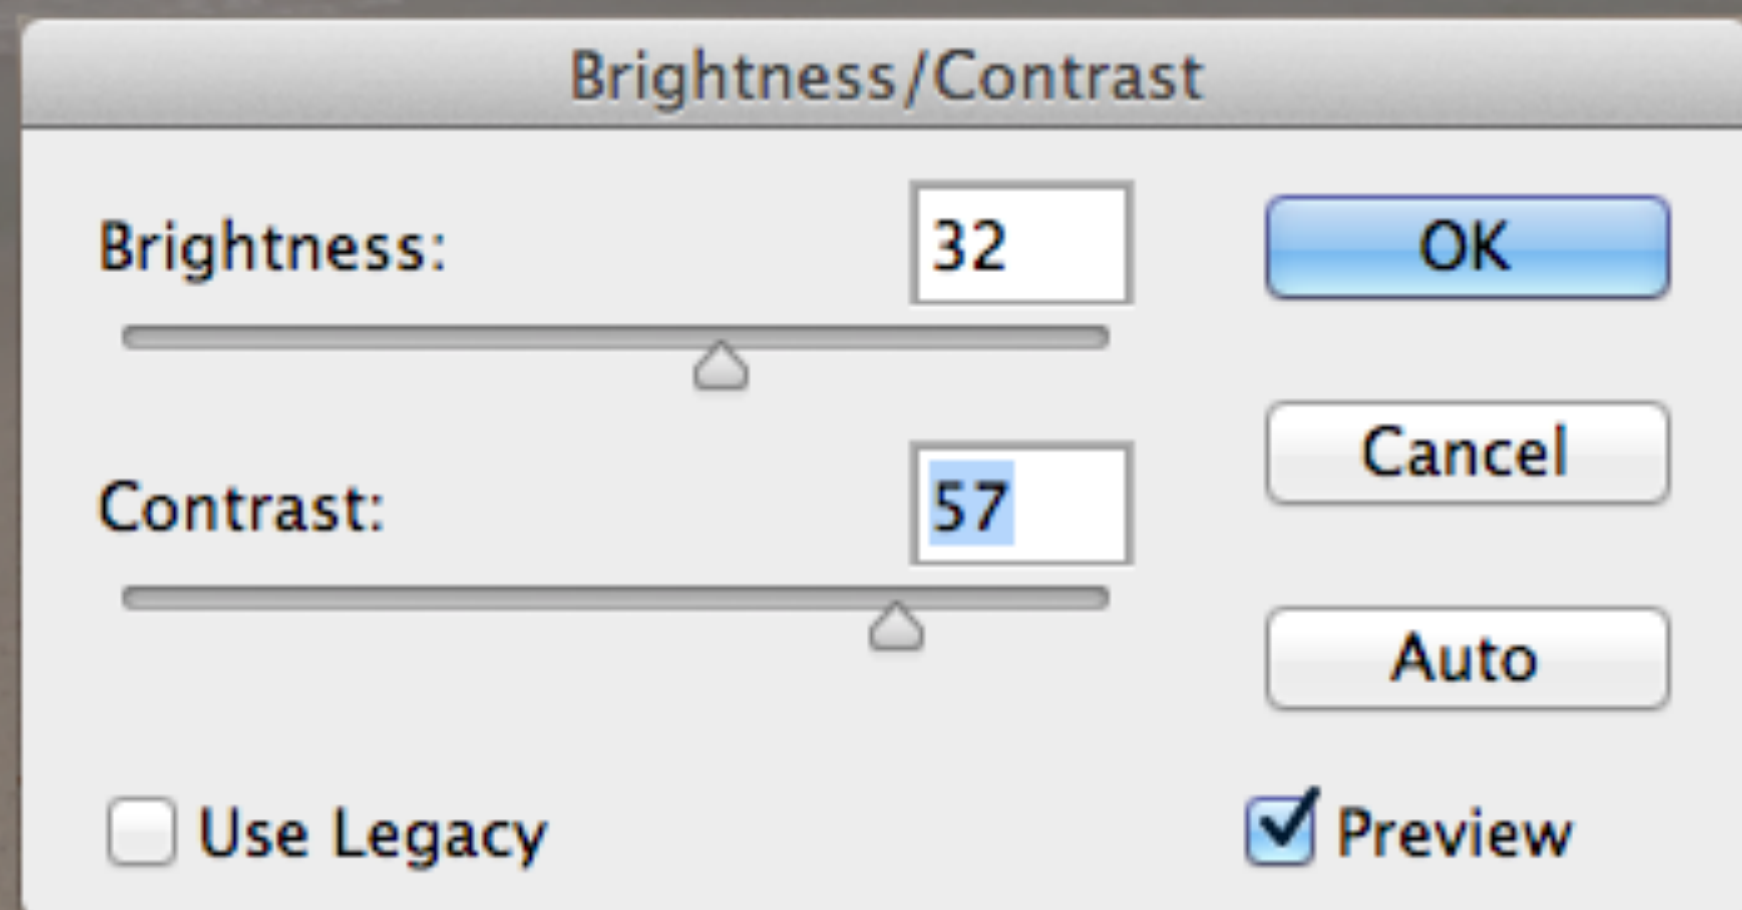 Brightness/Contrast
Brightness: 32
OK
Cancel
Contrast: 57
Auto
Use Legacy
Preview